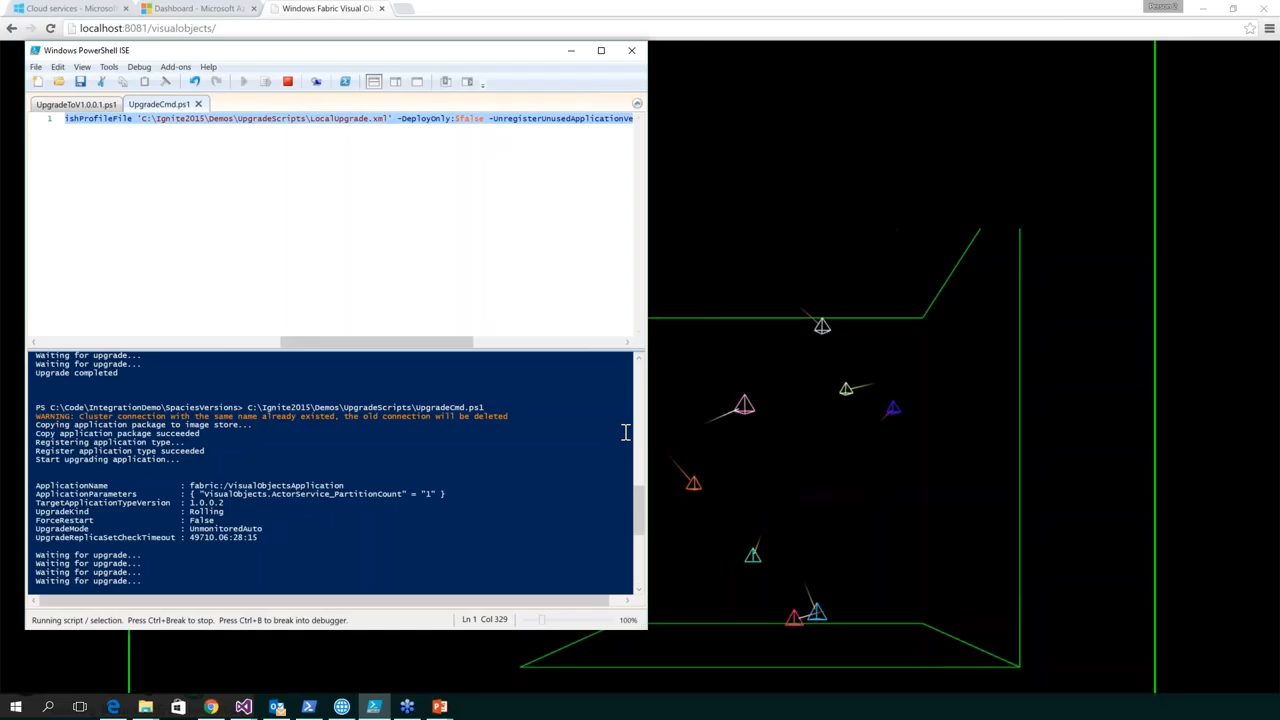 Cloud services - Microsof
Dashboard - Microsoft A
Windows Fabric Visual Ob
Person 2
localhost:8081/visualobjects/
Windows PowerShell ISE
File Edit View Tools Debug Add-ons Help
UpgradeToV1.0.0.1.ps1
UpgradeCmd.ps1
1 ishProfileFile 'C:\Ignite2015\Demos\UpgradeScripts\LocalUpgrade.xml' -DeployOnly:$false -UnregisterUnusedApplicationVe
Waiting for upgrade...
Waiting for upgrade...
Upgrade completed
PS C:\Code\IntegrationDemo\SpaciesVersions> C:\Ignite2015\Demos\UpgradeScripts\UpgradeCmd.ps1
WARNING: Cluster connection with the same name already existed, the old connection will be deleted
Copying application package to image store...
Copy application package succeeded
Registering application type...
Register application type succeeded
Start upgrading application...
ApplicationName : fabric:/VisualObjectsApplication
ApplicationParameters : { "VisualObjects.ActorService_PartitionCount" = "1" }
TargetApplicationTypeVersion : 1.0.0.2
UpgradeKind : Rolling
ForceRestart : False
UpgradeMode : UnmonitoredAuto
UpgradeReplicaSetCheckTimeout : 49710.06:28:15
Waiting for upgrade...
Waiting for upgrade...
Waiting for upgrade...
Waiting for upgrade...
Running script / selection. Press Ctrl+Break to stop. Press Ctrl+B to break into debugger.
Ln 1 Col 329
100%